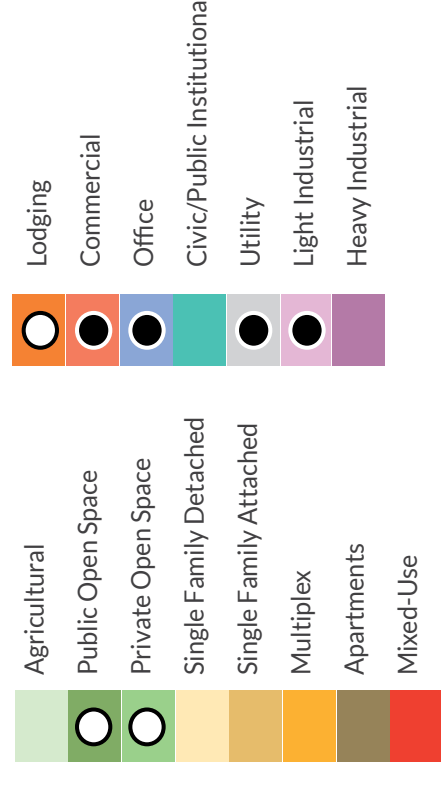 Agricultural
Public Open Space
Private Open Space
Single Family Detached
Single Family Attached
Multiplex
Apartments
Mixed-Use
Lodging
Commercial
Office
Civic/Public Institutiona
Utility
Light Industrial
Heavy Industrial